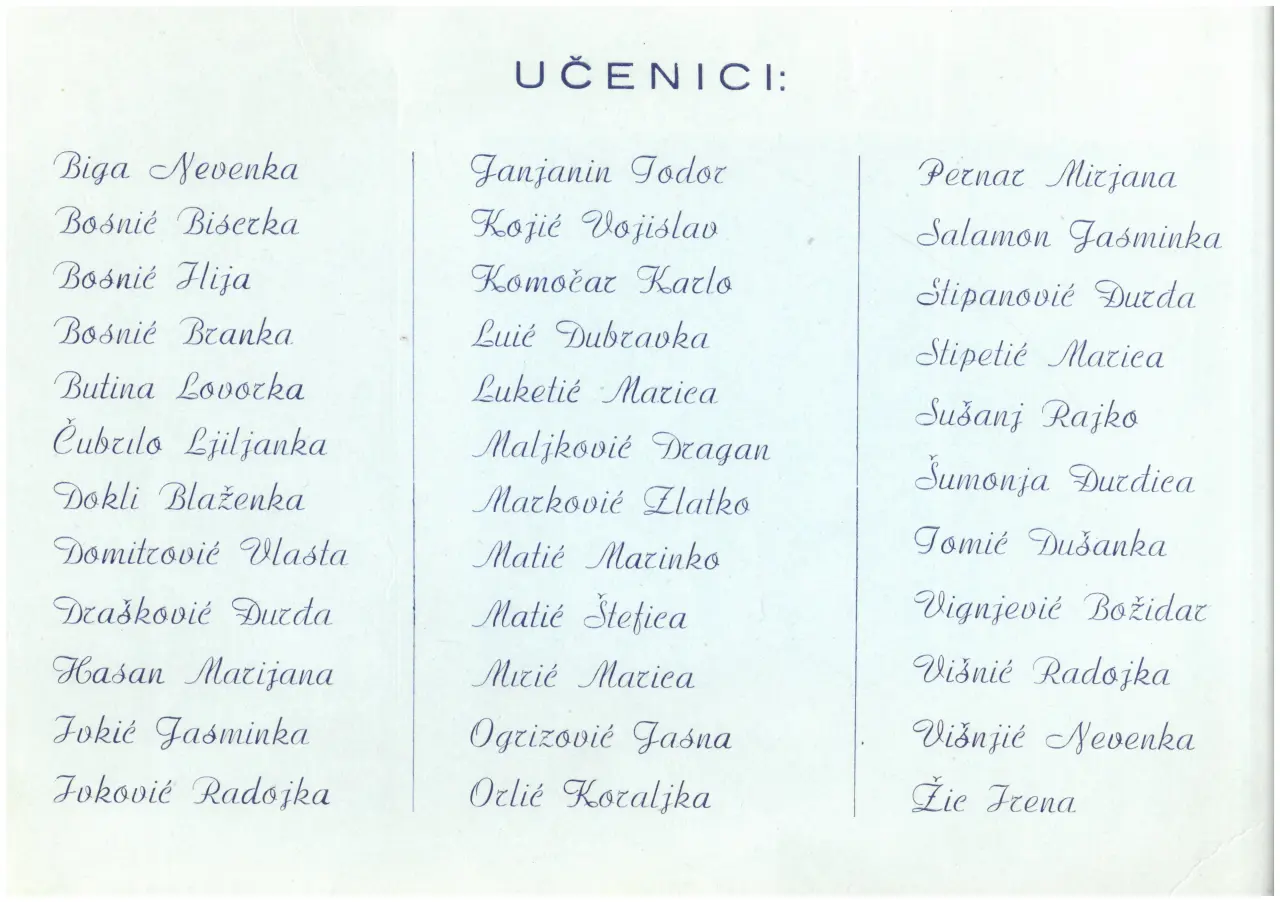 UČENICI:
Biga Nevenka
Bosnić Biserka
Bosnić Ilija
Bosnić Branka
Butina Lovorka
Čubrilo Ljiljanka
Dokli Blaženka
Domitrović Vlasta
Drašković Đurđa
Hasan Marijana
Ivkić Jasminka
Ivković Radojka
Janjanin Todor
Kojić Vojislav
Komočar Karlo
Luić Dubravka
Luketić Marica
Maljković Dragan
Marković Zlatko
Matić Marinko
Matić Štefica
Mirić Marica
Ogrizović Jasna
Orlić Koraljka
Pernar Mirjana
Salamon Jasminka
Stipanović Đurđa
Stipetić Marica
Sušanj Rajko
Šumonja Đurđica
Tomić Dušanka
Vignjević Božidar
Višnić Radojka
Višnjić Nevenka
Žic Irena